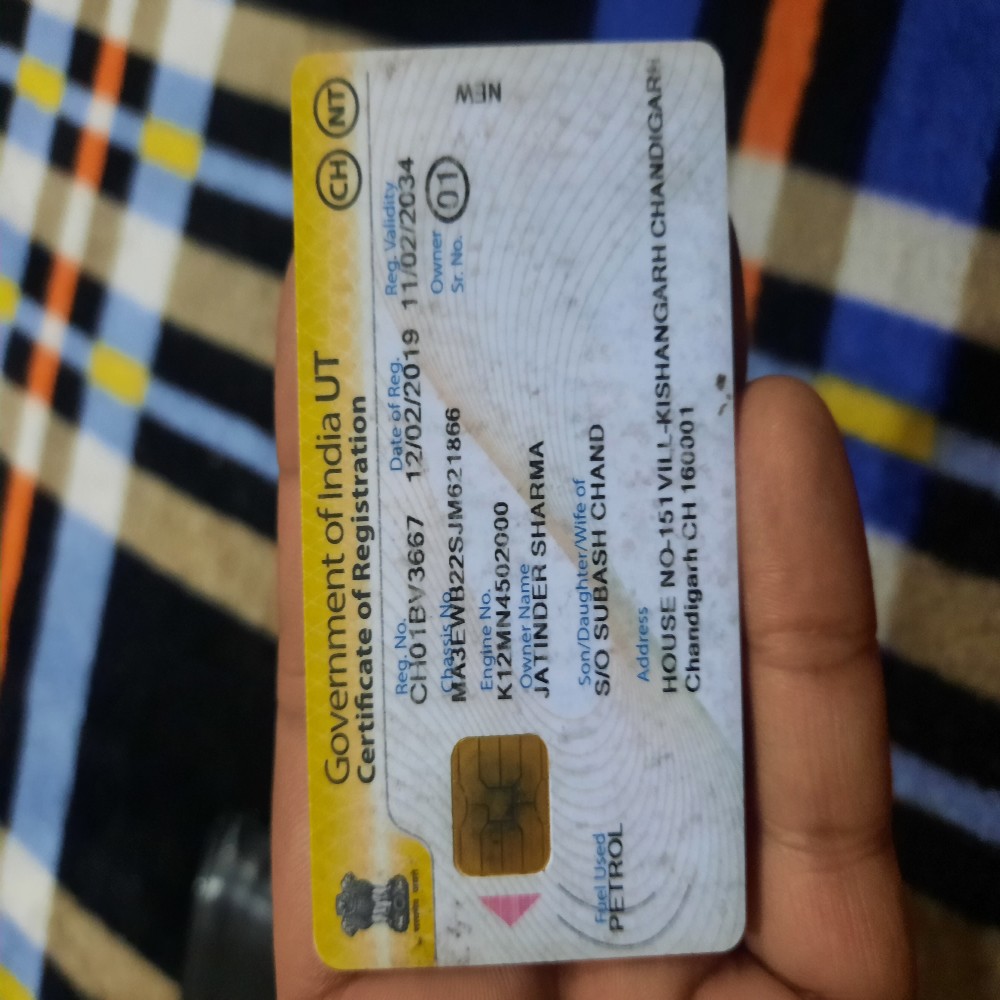 Government of India UT
Certificate of Registration
CH NT
Reg. No. Date of Reg. Reg. Validity
CH01BV3667 12/02/2019 11/02/2034
Chassis No.
MA3EWB22SJM621866
Owner
Sr. No.
01
NEW
Engine No.
K12MN4502000
Owner Name
JATINDER SHARMA
Son/Daughter/Wife of
S/O SUBASH CHAND
Fuel Used
PETROL
Address
HOUSE NO-151 VILL-KISHANGARH CHANDIGARH
Chandigarh CH 160001